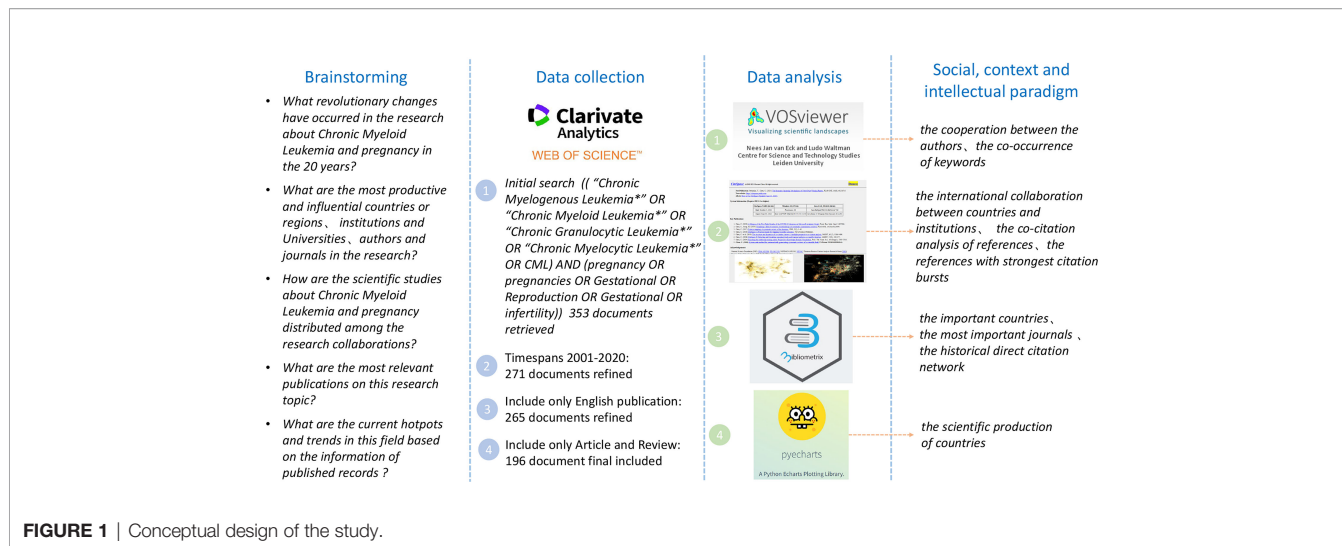 Brainstorming
• What revolutionary changes
have occurred in the research
about Chronic Myeloid
Leukemia and pregnancy in
the 20 years?
• What are the most productive
and influential countries or
regions、 institutions and
Universities、authors and
journals in the research?
• How are the scientific studies
about Chronic Myeloid
Leukemia and pregnancy
distributed among the
research collaborations?
• What are the most relevant
publications on this research
topic?
• What are the current hotpots
and trends in this field based
on the information of
published records ?
Data collection
Clarivate
Analytics
WEB OF SCIENCE™
1
Initial search (( “Chronic
Myelogenous Leukemia*” OR
“Chronic Myeloid Leukemia*” OR
“Chronic Granulocytic Leukemia*”
OR “Chronic Myelocytic Leukemia*”
OR CML) AND (pregnancy OR
pregnancies OR Gestational OR
Reproduction OR Gestational OR
infertility)) 353 documents
retrieved
2
Timespans 2001-2020:
271 documents refined
3
Include only English publication:
265 documents refined
4
Include only Article and Review:
196 document final included
Data analysis
1
VOSviewer
Visualizing scientific landscapes
Nees Jan van Eck and Ludo Waltman
Centre for Science and Technology Studies
Leiden University
2
3
bibliometrix
4
pyecharts
A Python Echarts Plotting Library.
Social, context and
intellectual paradigm
the cooperation between the
authors、the co-occurrence
of keywords
the international collaboration
between countries and
institutions、 the co-citation
analysis of references、the
references with strongest citation
bursts
the important countries、
the most important journals 、
the historical direct citation
network
the scientific production
of countries
FIGURE 1 | Conceptual design of the study.